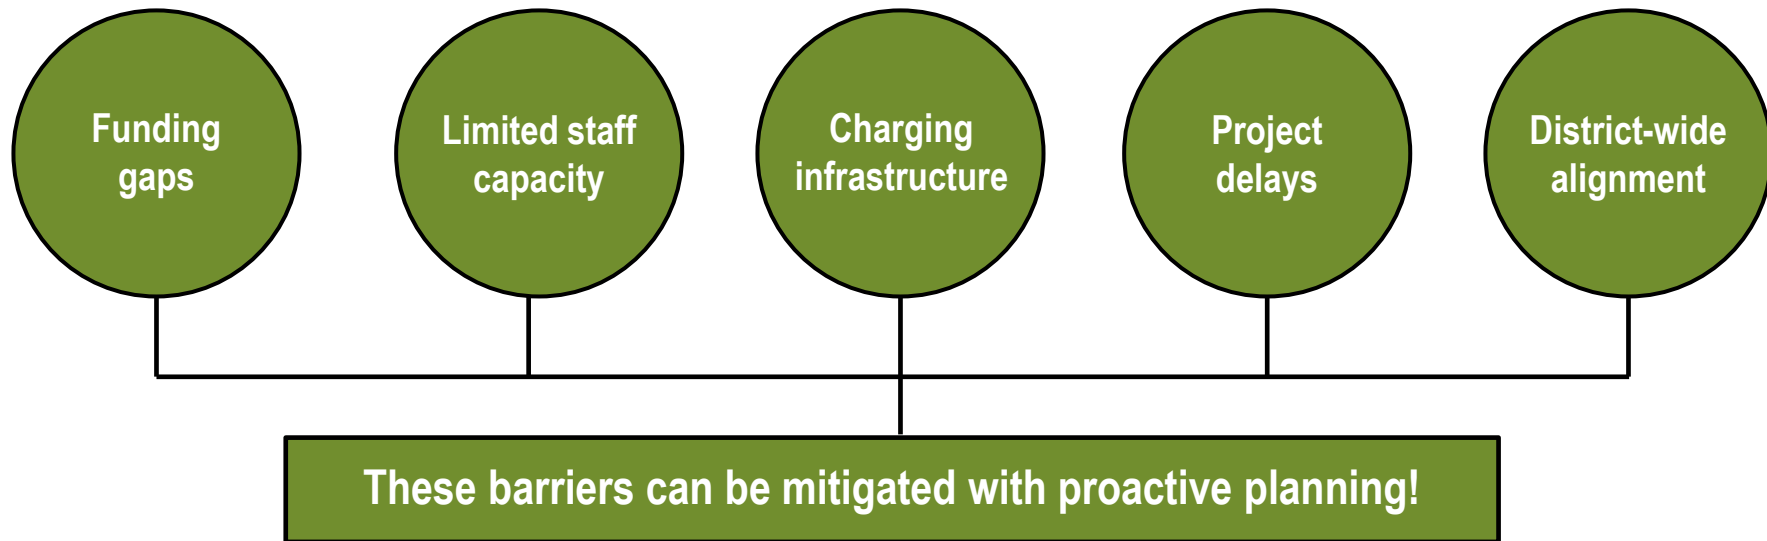 Funding
gaps
Limited staff
capacity
Charging
infrastructure
Project
delays
District-wide
alignment
These barriers can be mitigated with proactive planning!